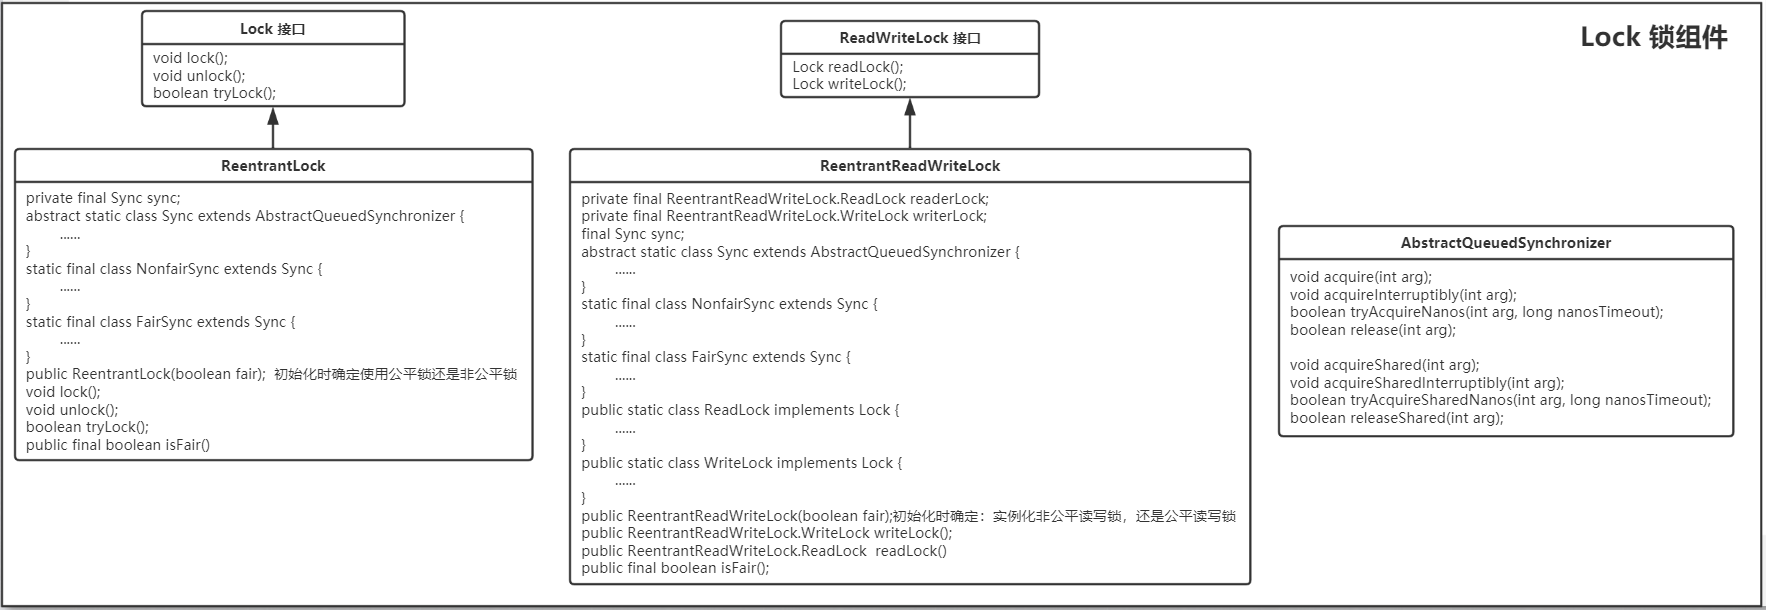 Lock 锁组件
Lock 接口
void lock();
void unlock();
boolean tryLock();
ReadWriteLock 接口
Lock readLock();
Lock writeLock();
ReentrantLock
private final Sync sync;
abstract static class Sync extends AbstractQueuedSynchronizer {
......
}
static final class NonfairSync extends Sync {
......
}
static final class FairSync extends Sync {
......
}
public ReentrantLock(boolean fair);  初始化时确定使用公平锁还是非公平锁
void lock();
void unlock();
boolean tryLock();
public final boolean isFair()
ReentrantReadWriteLock
private final ReentrantReadWriteLock.ReadLock readerLock;
private final ReentrantReadWriteLock.WriteLock writerLock;
final Sync sync;
abstract static class Sync extends AbstractQueuedSynchronizer {
......
}
static final class NonfairSync extends Sync {
......
}
static final class FairSync extends Sync {
......
}
public static class ReadLock implements Lock {
......
}
public static class WriteLock implements Lock {
......
}
public ReentrantReadWriteLock(boolean fair);初始化时确定：实例化非公平读写锁，还是公平读写锁
public ReentrantReadWriteLock.WriteLock writeLock();
public ReentrantReadWriteLock.ReadLock  readLock()
public final boolean isFair();
AbstractQueuedSynchronizer
void acquire(int arg);
void acquireInterruptibly(int arg);
boolean tryAcquireNanos(int arg, long nanosTimeout);
boolean release(int arg);
void acquireShared(int arg);
void acquireSharedInterruptibly(int arg);
boolean tryAcquireSharedNanos(int arg, long nanosTimeout);
boolean releaseShared(int arg);